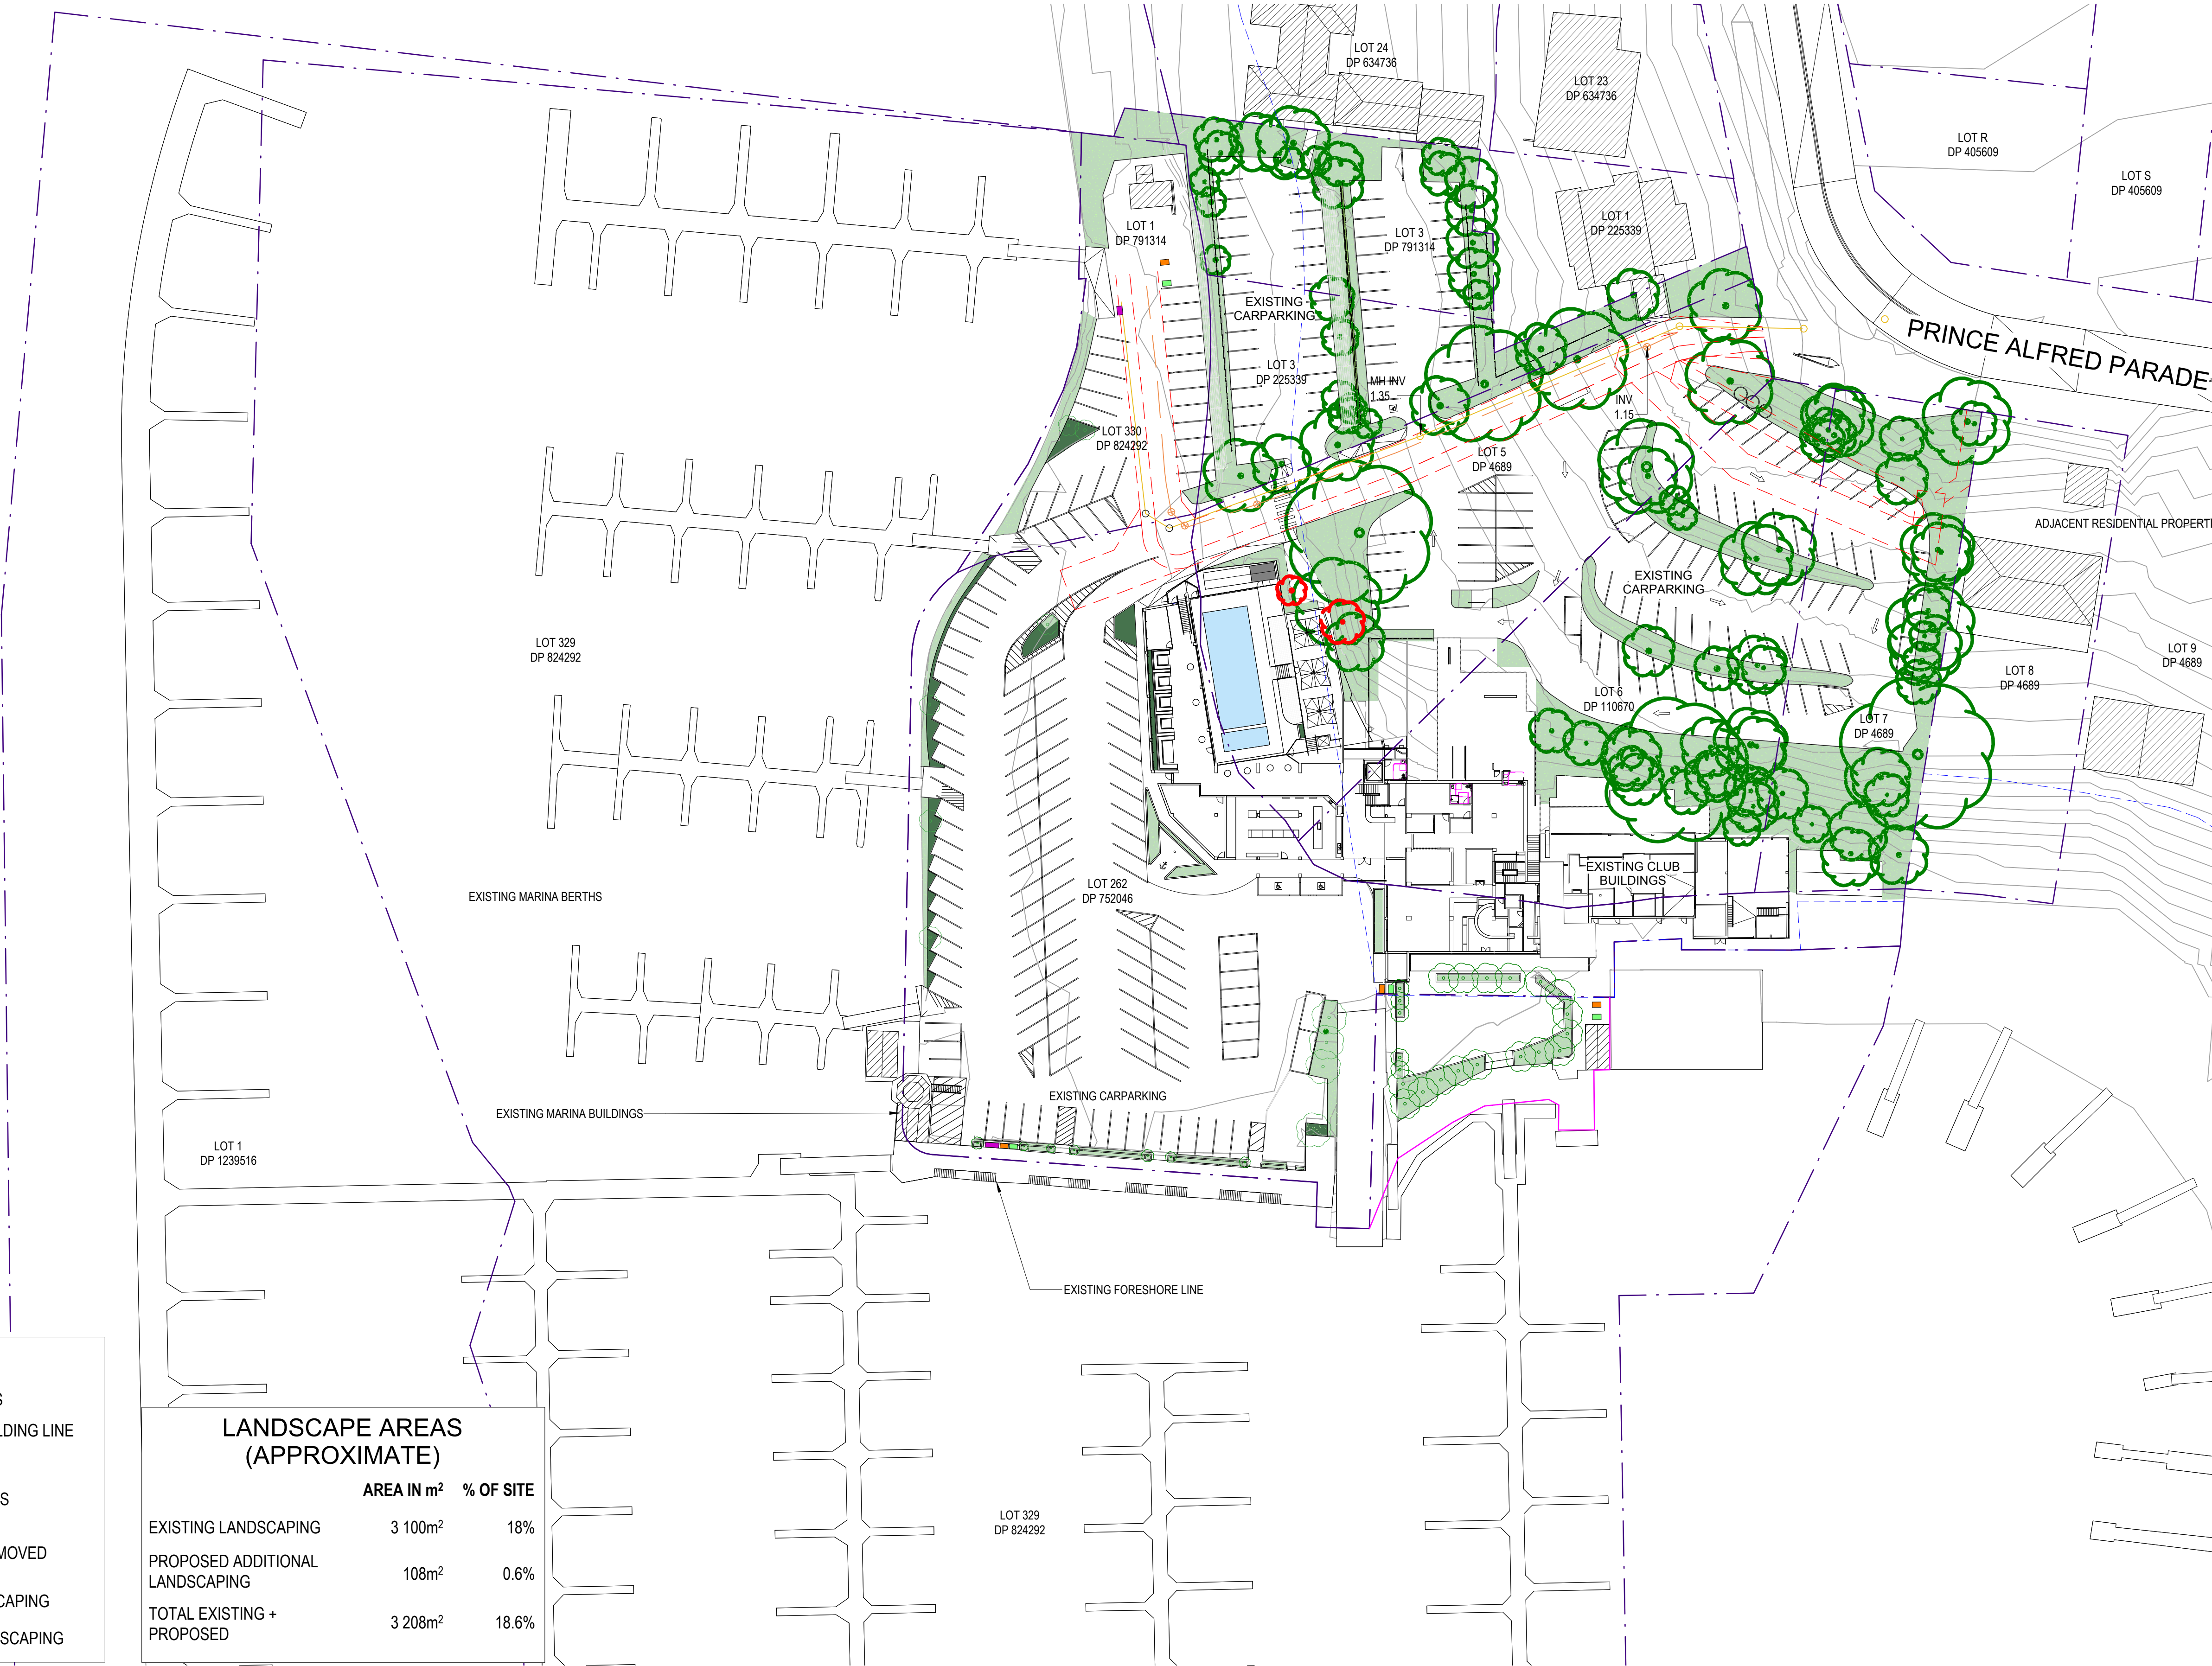 LOT 24
DP 634736
LOT 23
DP 634736
LOT R
DP 405609
LOT S
DP 405609
LOT 1
DP 791314
LOT 3
DP 791314
LOT 1
DP 225339
EXISTING
CARPARKING
PRINCE ALFRED PARADE
LOT 3
DP 225339
MH INV
1.35
INV
1.15
LOT 330
DP 824292
LOT 5
DP 4689
ADJACENT RESIDENTIAL PROPERTI
EXISTING
CARPARKING
LOT 329
DP 824292
LOT 9
DP 4689
LOT 8
DP 4689
LOT 6
DP 110670
LOT 7
DP 4689
EXISTING CLUB
BUILDINGS
LOT 262
DP 752046
EXISTING MARINA BERTHS
EXISTING CARPARKING
EXISTING MARINA BUILDINGS
LOT 1
DP 1239516
EXISTING FORESHORE LINE
S
LDING LINE
S
MOVED
CAPING
SCAPING
LANDSCAPE AREAS
(APPROXIMATE)
AREA IN m² % OF SITE
EXISTING LANDSCAPING 3 100m² 18%
PROPOSED ADDITIONAL
LANDSCAPING 108m² 0.6%
TOTAL EXISTING +
PROPOSED 3 208m² 18.6%
LOT 329
DP 824292